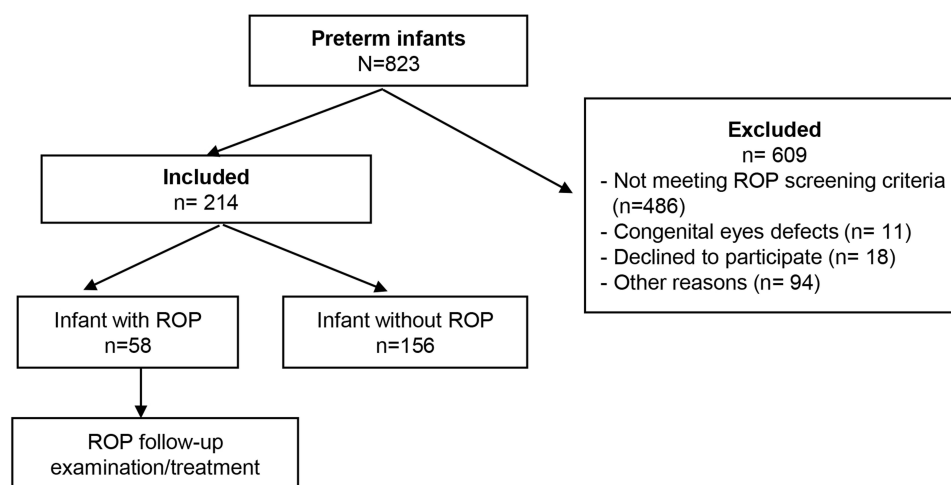 Preterm infants
N=823
Included
n= 214
Excluded
n= 609
- Not meeting ROP screening criteria
(n=486)
- Congenital eyes defects (n= 11)
- Declined to participate (n= 18)
- Other reasons (n= 94)
Infant with ROP
n=58
Infant without ROP
n=156
ROP follow-up
examination/treatment